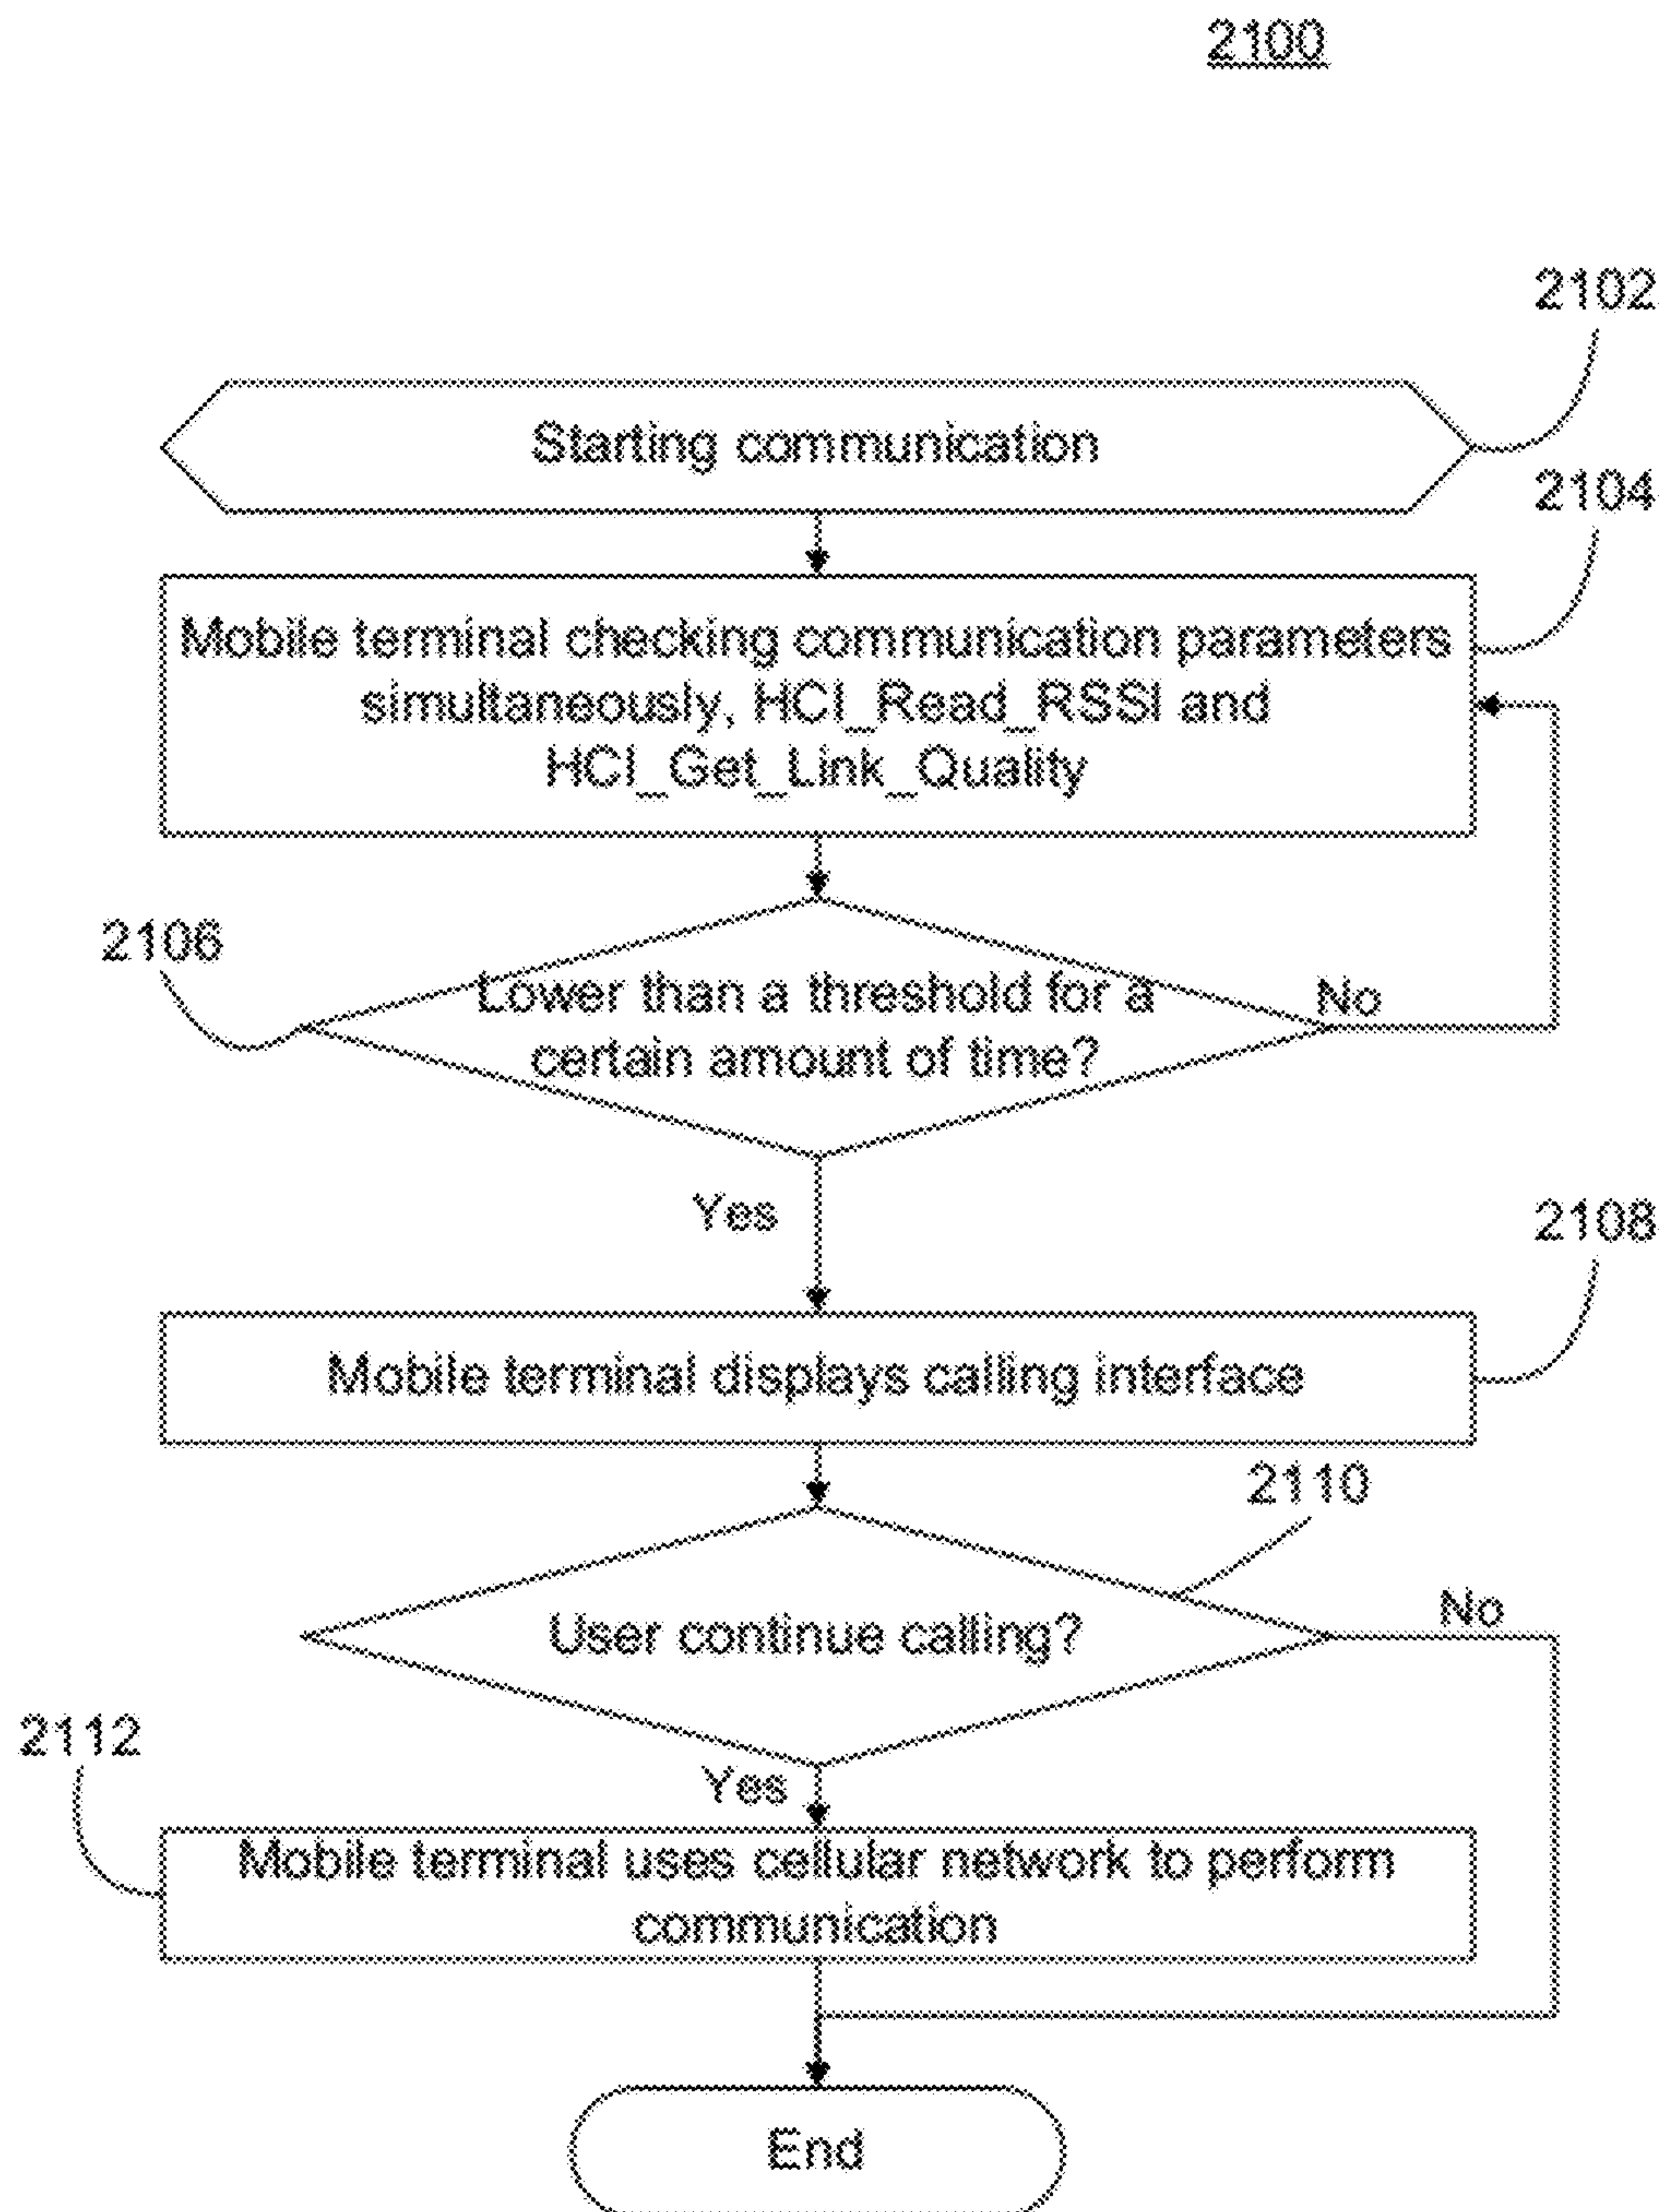 2100
2102
Starting communication
2104
Mobile terminal checking communication parameters
simultaneously, HCI_Read_RSSI and
HCI_Get_Link_Quality
2106
Lower than a threshold for a
certain amount of time?
No
Yes
2108
Mobile terminal displays calling interface
2110
User continue calling?
No
2112
Yes
Mobile terminal uses cellular network to perform
communication
End